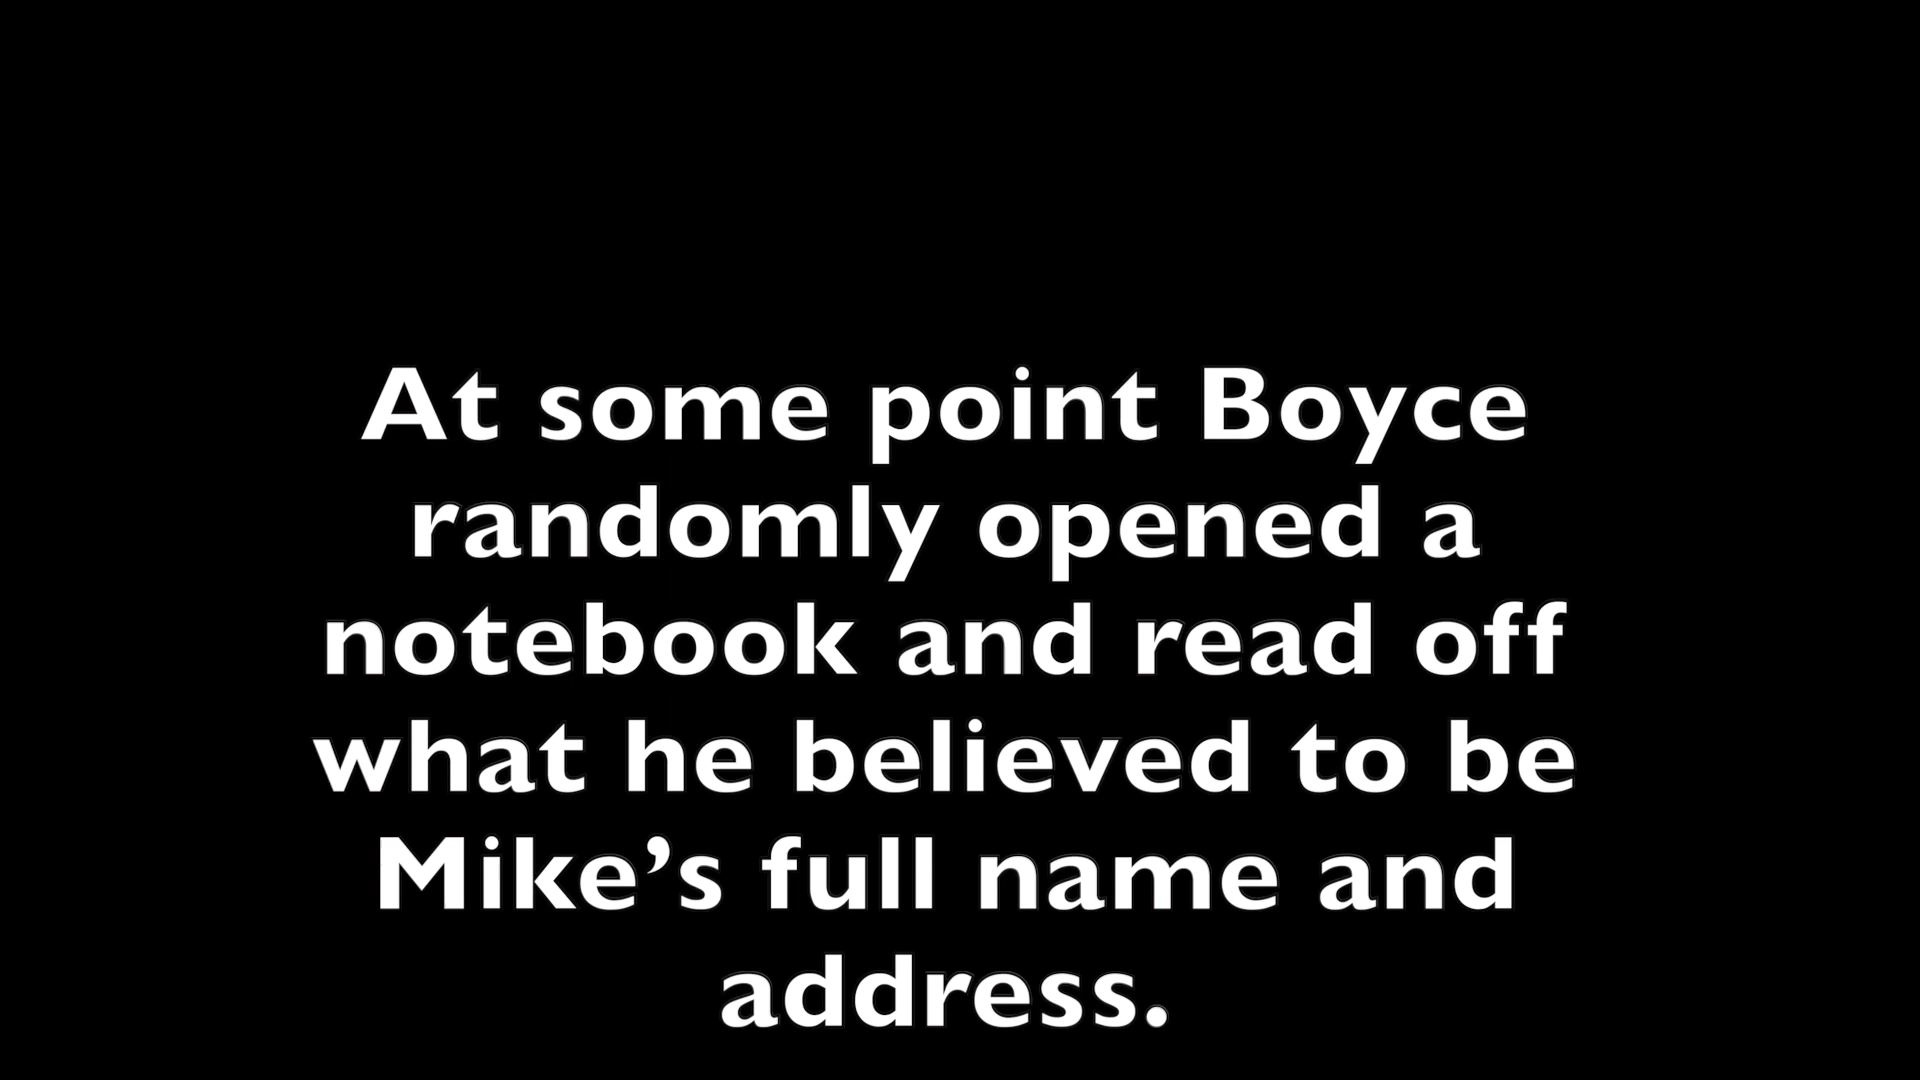 At some point Boyce
randomly opened a
notebook and read off
what he believed to be
Mike’s full name and
address.